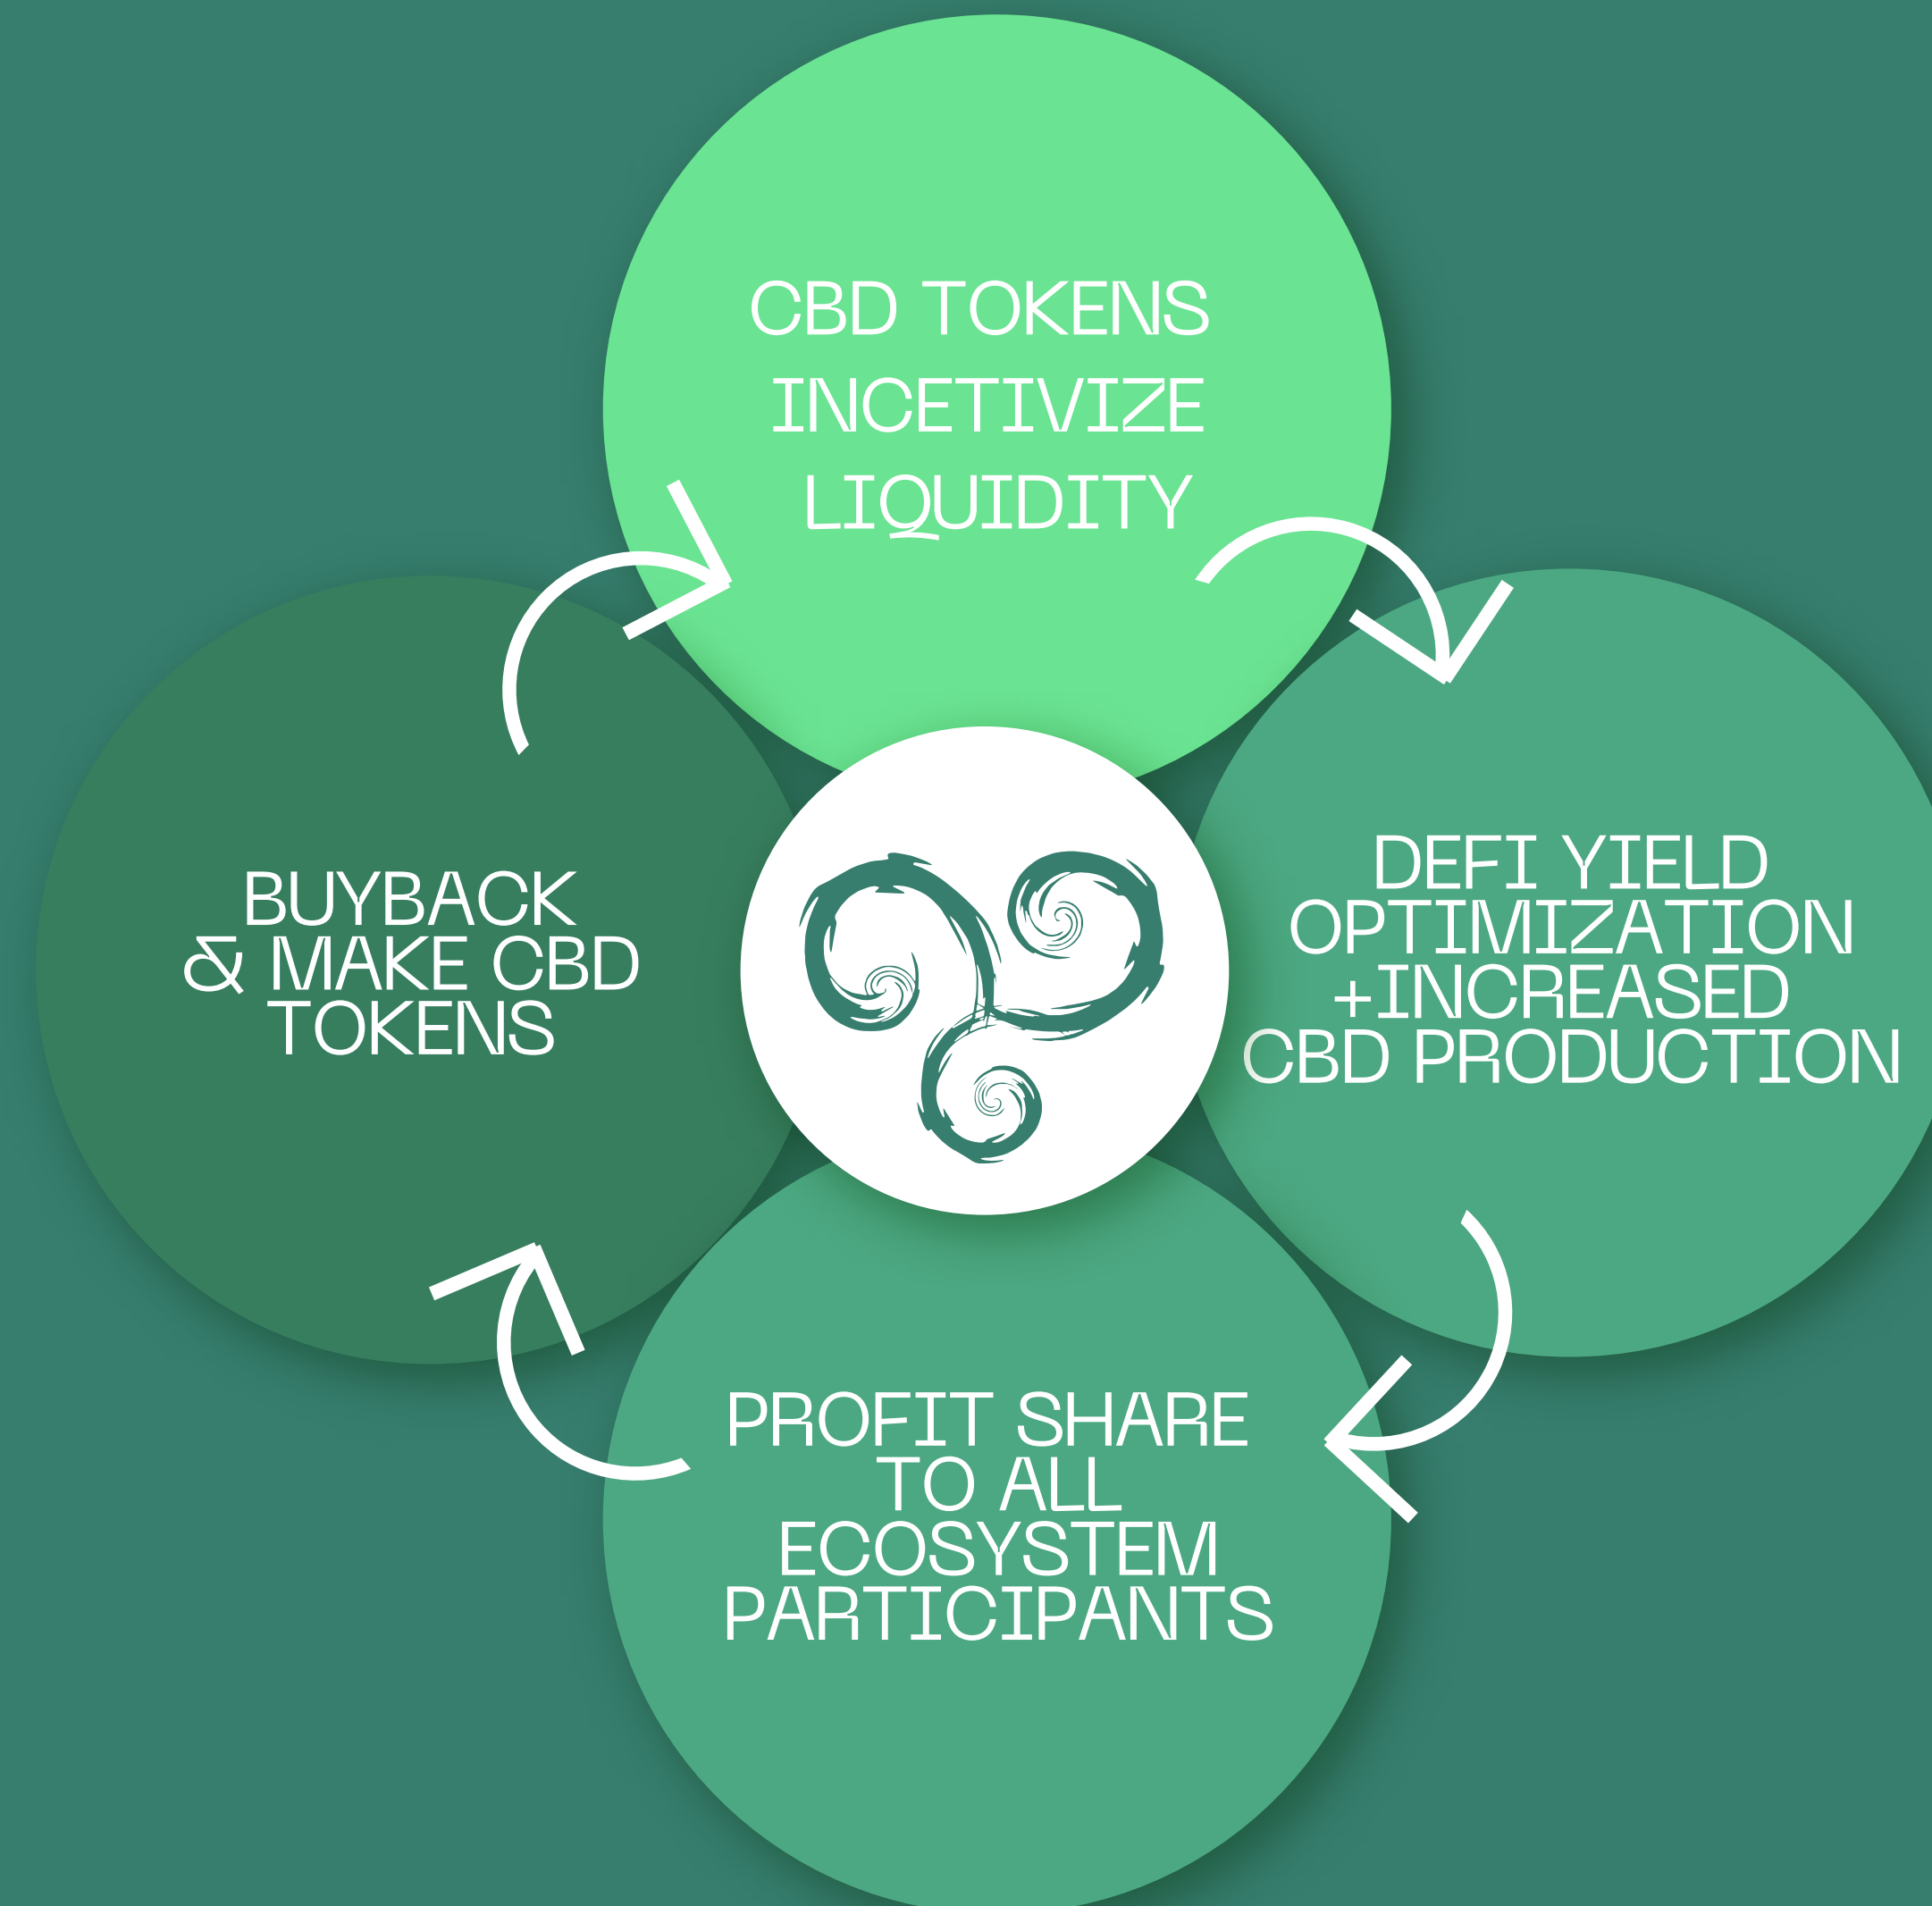 CBD TOKENS
INCETIVIZE
LIQUIDITY
DEFI YIELD
OPTIMIZATION
+INCREASED
CBD PRODUCTION
PROFIT SHARE
TO ALL
ECOSYSTEM
PARTICIPANTS
BUYBACK
& MAKE CBD
TOKENS